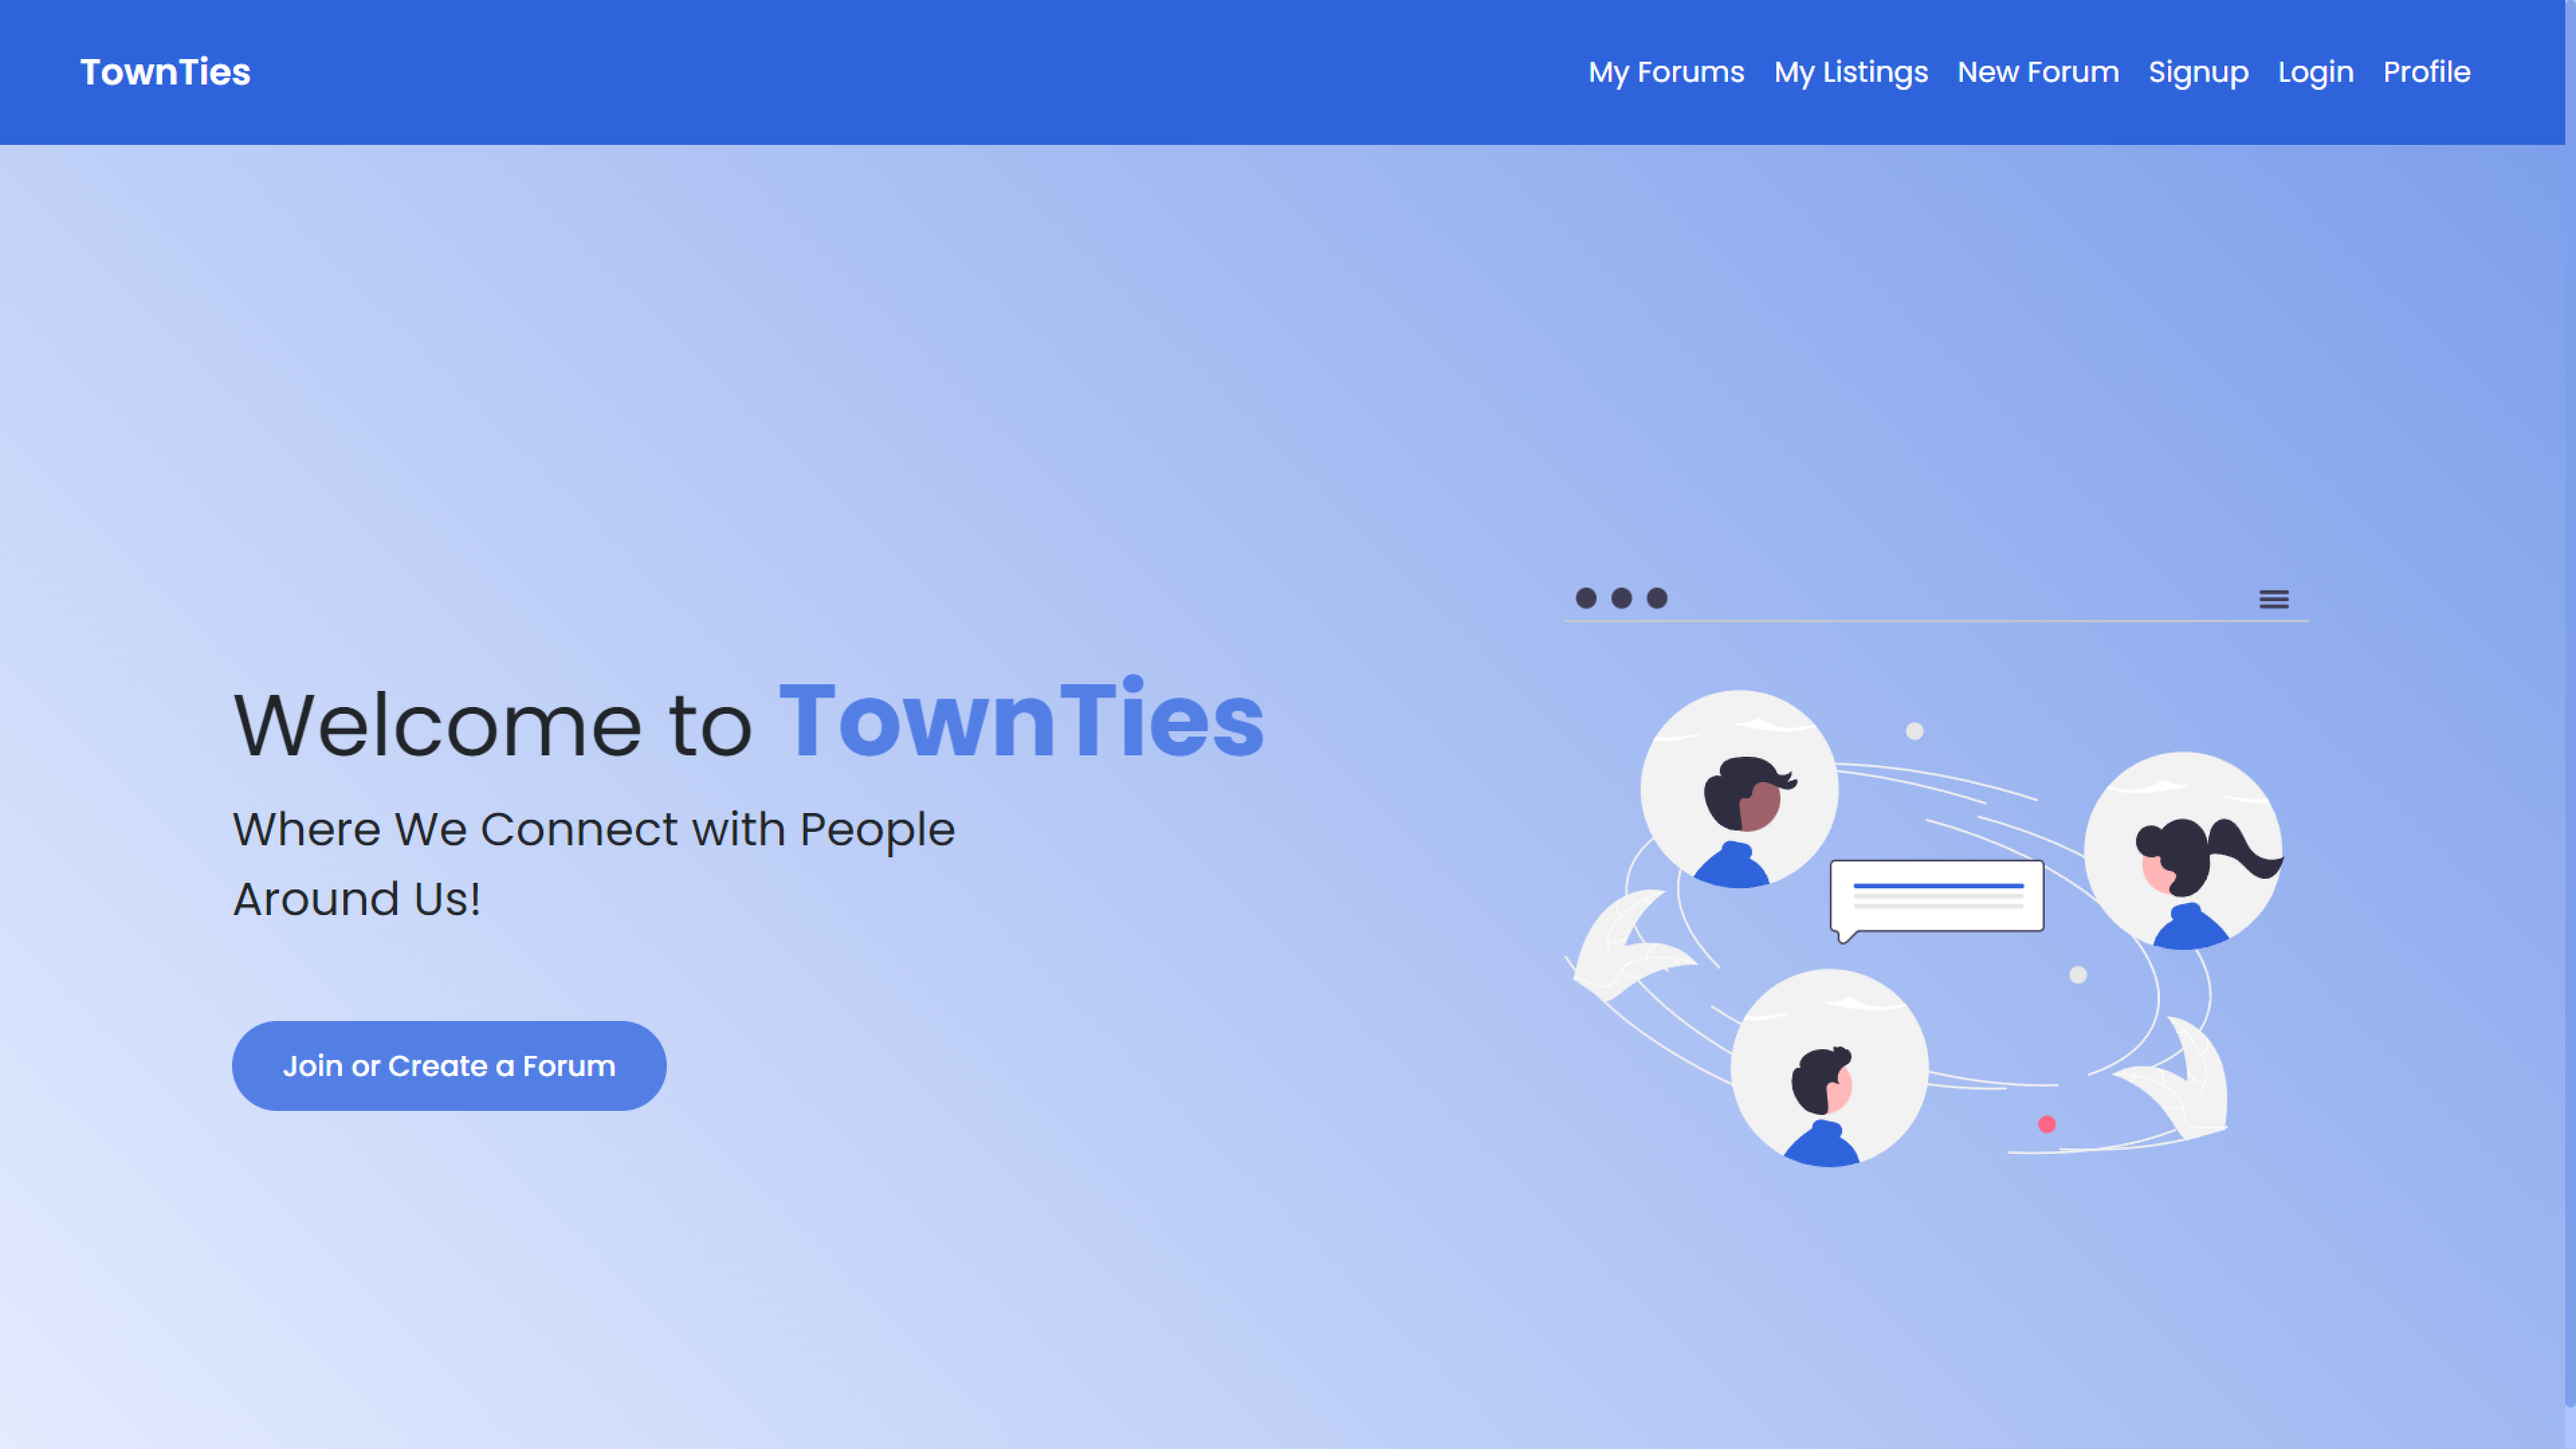 TownTies
My Forums My Listings New Forum Signup Login Profile
Welcome to TownTies
Where We Connect with People
Around Us!
Join or Create a Forum